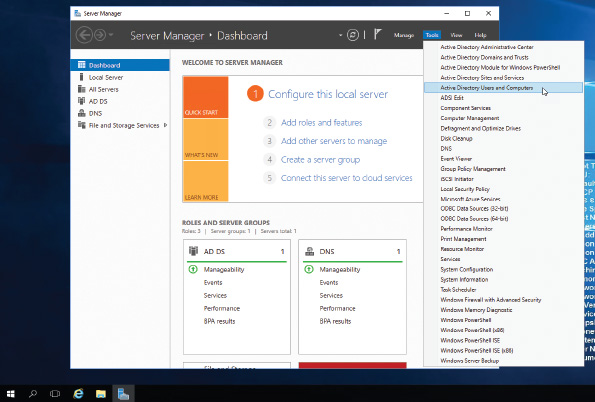 Server Manager
Server Manager • Dashboard
Manage Tools View Help
Dashboard
Local Server
All Servers
AD DS
DNS
File and Storage Services
WELCOME TO SERVER MANAGER
QUICK START
WHAT'S NEW
LEARN MORE
1 Configure this local server
2 Add roles and features
3 Add other servers to manage
4 Create a server group
5 Connect this server to cloud services
ROLES AND SERVER GROUPS
Roles: 3 | Server groups: 1 | Servers total: 1
AD DS 1
Manageability
Events
Services
Performance
BPA results
DNS 1
Manageability
Events
Services
Performance
BPA results
File and Storage
Active Directory Administrative Center
Active Directory Domains and Trusts
Active Directory Module for Windows PowerShell
Active Directory Sites and Services
Active Directory Users and Computers
ADSI Edit
Component Services
Computer Management
Defragment and Optimize Drives
Disk Cleanup
DNS
Event Viewer
Group Policy Management
iSCSI Initiator
Local Security Policy
Microsoft Azure Services
ODBC Data Sources (32-bit)
ODBC Data Sources (64-bit)
Performance Monitor
Print Management
Resource Monitor
Services
System Configuration
System Information
Task Scheduler
Windows Firewall with Advanced Security
Windows Memory Diagnostic
Windows PowerShell
Windows PowerShell (x86)
Windows PowerShell ISE
Windows PowerShell ISE (x86)
Windows Server Backup